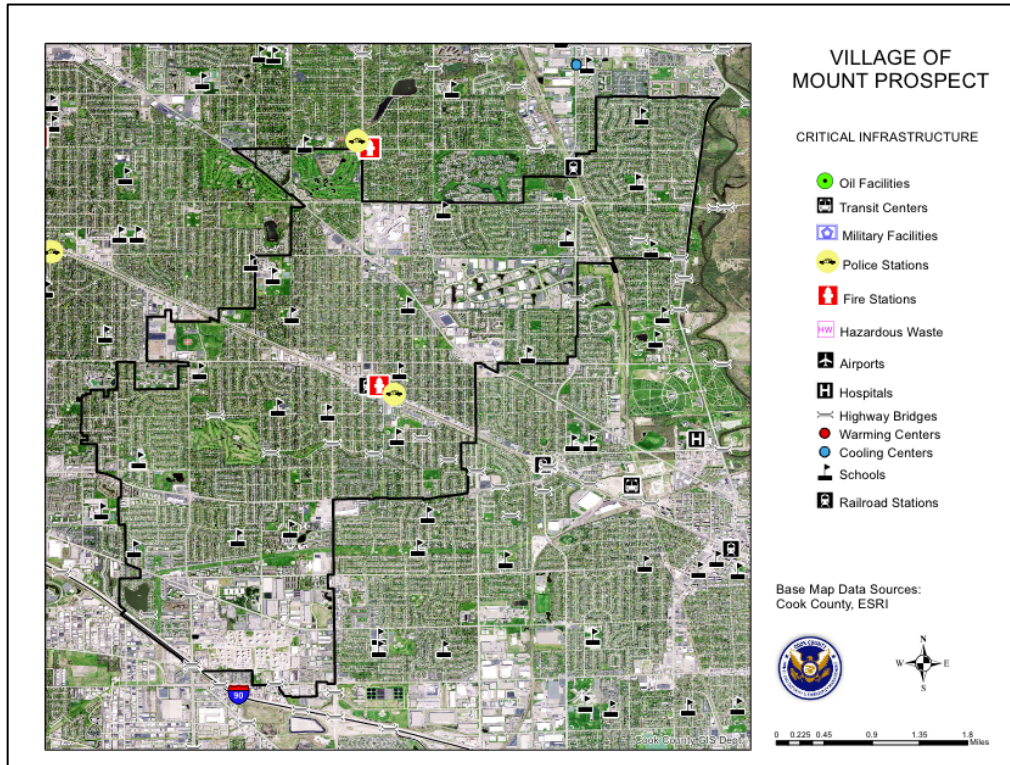 VILLAGE OF
MOUNT PROSPECT
CRITICAL INFRASTRUCTURE
Oil Facilities
Transit Centers
Military Facilities
Police Stations
Fire Stations
HW Hazardous Waste
Airports
H Hospitals
Highway Bridges
Warming Centers
Cooling Centers
Schools
Railroad Stations
H
90
Cook County GIS Dept.
Base Map Data Sources:
Cook County, ESRI
N
W E
S
0 0.225 0.45 0.9 1.35 1.8
Miles